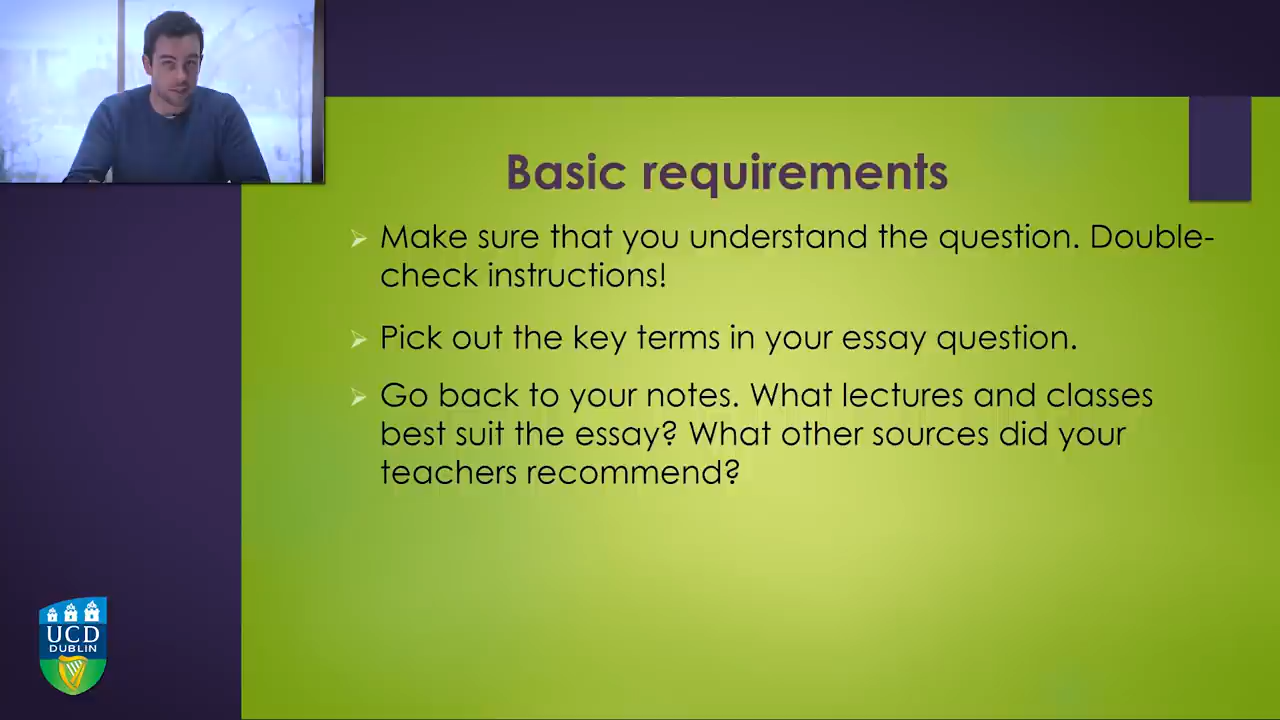 Basic requirements
Make sure that you understand the question. Double-
check instructions!
Pick out the key terms in your essay question.
Go back to your notes. What lectures and classes
best suit the essay? What other sources did your
teachers recommend?
UCD
DUBLIN